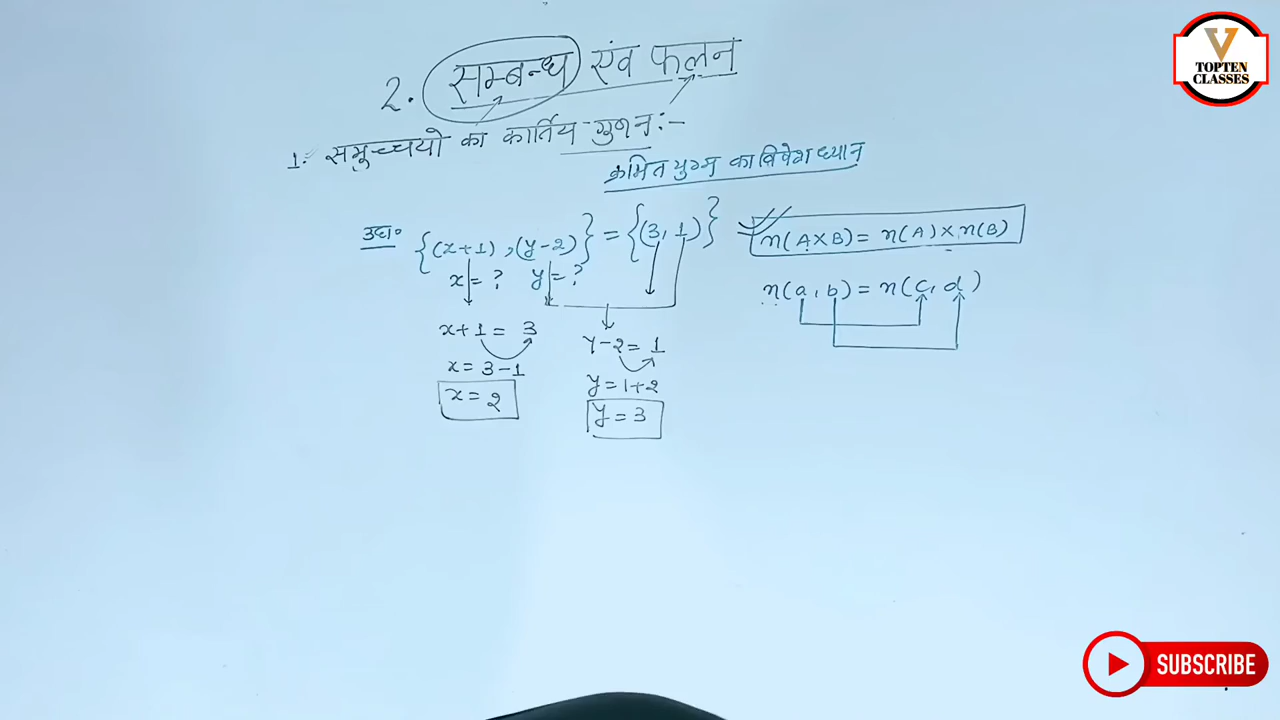 2. सम्बन्ध एंव फलन
1. समुच्चयो का कार्तिय गुणन:-
क्रमित युग्म का विषेश ध्यान
उदा० {(x+1), (y-2)} = {(3, 1)}
n(A×B) = n(A) × n(B)
x = ? y = ?
n(a, b) = n(c, d)
x+1 = 3
y-2 = 1
x = 3-1
y = 1+2
x = 2
y = 3
V
TOPTEN
CLASSES
SUBSCRIBE